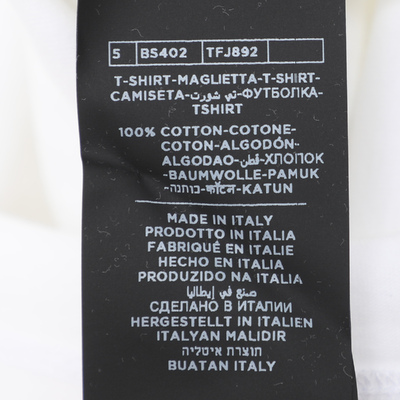 5 BS402 TFJ892
T-SHIRT-MAGLIETTA-T-SHIRT-
CAMISETA-تي شورت-ФУТБОЛКА-
TSHIRT
100% COTTON-COTONE-
COTON-ALGODÓN-
ALGODAO-قطن-ХЛОПОК
-BAUMWOLLE-PAMUK
-כותנה-कॉटन-KATUN
MADE IN ITALY
PRODOTTO IN ITALIA
FABRIQUÉ EN ITALIE
HECHO EN ITALIA
PRODUZIDO NA ITALIA
صنع في إيطاليا
СДЕЛАНО В ИТАЛИИ
HERGESTELLT IN ITALIEN
ITALYAN MALIDIR
תוצרת איטליה
BUATAN ITALY